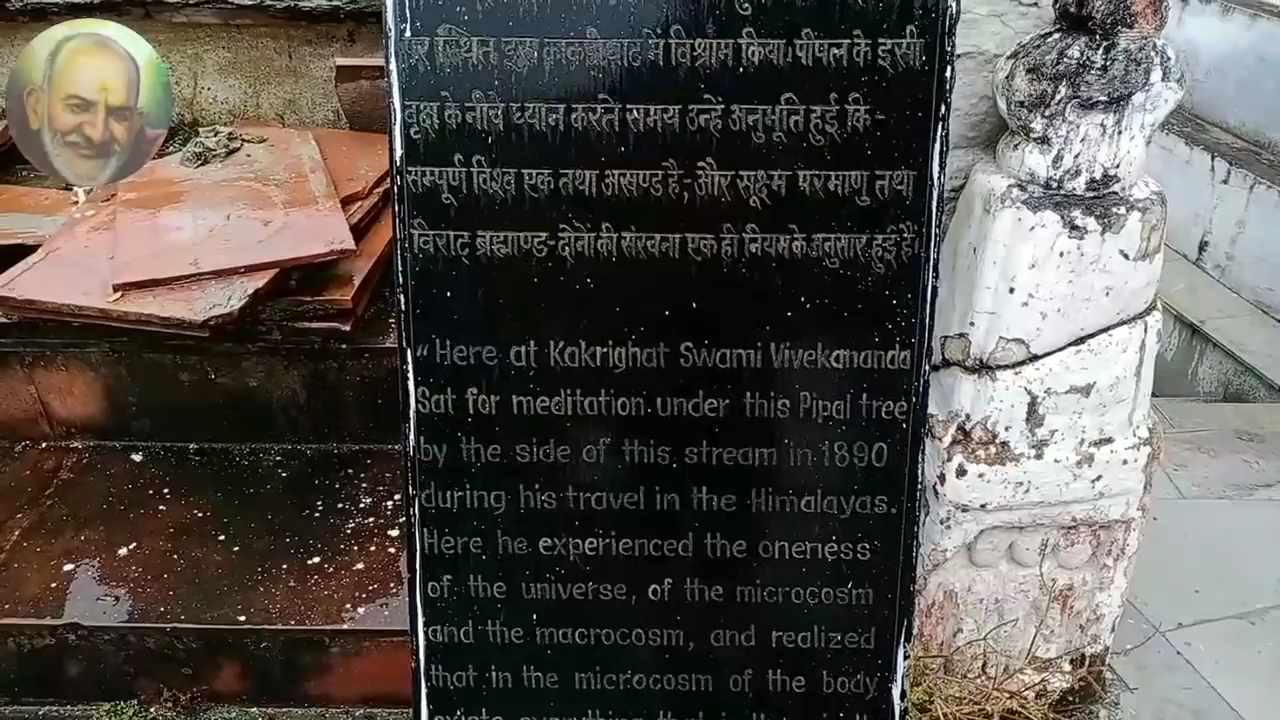 पर स्थित इस काकड़ीघाट में विश्राम किया। पीपल के इसी
वृक्ष के नीचे ध्यान करते समय उन्हें अनुभूति हुई कि-
सम्पूर्ण विश्व एक तथा अखण्ड है; और सूक्ष्म परमाणु तथा
विराट् ब्रह्माण्ड-दोनों की संरचना एक ही नियम के अनुसार हुई है।
"Here at Kakrighat Swami Vivekananda
Sat for meditation under this Pipal tree
by the side of this stream in 1890
during his travel in the Himalayas.
Here he experienced the oneness
of the universe, of the microcosm
and the macrocosm, and realized
that in the microcosm of the body
exists everything that